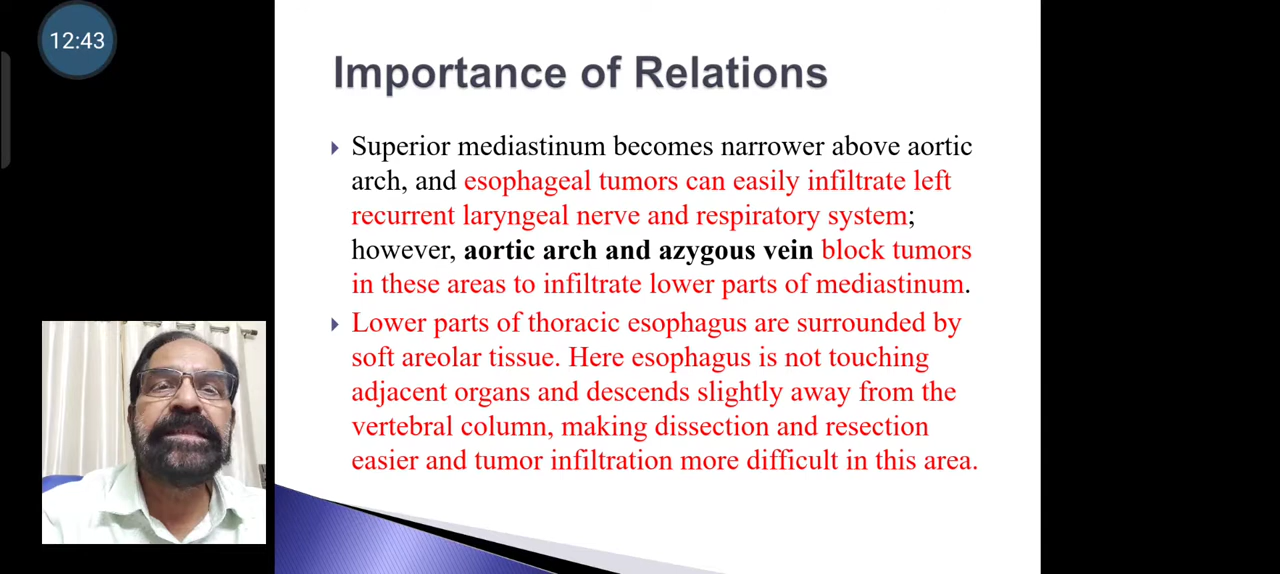 12:43
Importance of Relations
Superior mediastinum becomes narrower above aortic
arch, and esophageal tumors can easily infiltrate left
recurrent laryngeal nerve and respiratory system;
however, aortic arch and azygous vein block tumors
in these areas to infiltrate lower parts of mediastinum.
Lower parts of thoracic esophagus are surrounded by
soft areolar tissue. Here esophagus is not touching
adjacent organs and descends slightly away from the
vertebral column, making dissection and resection
easier and tumor infiltration more difficult in this area.